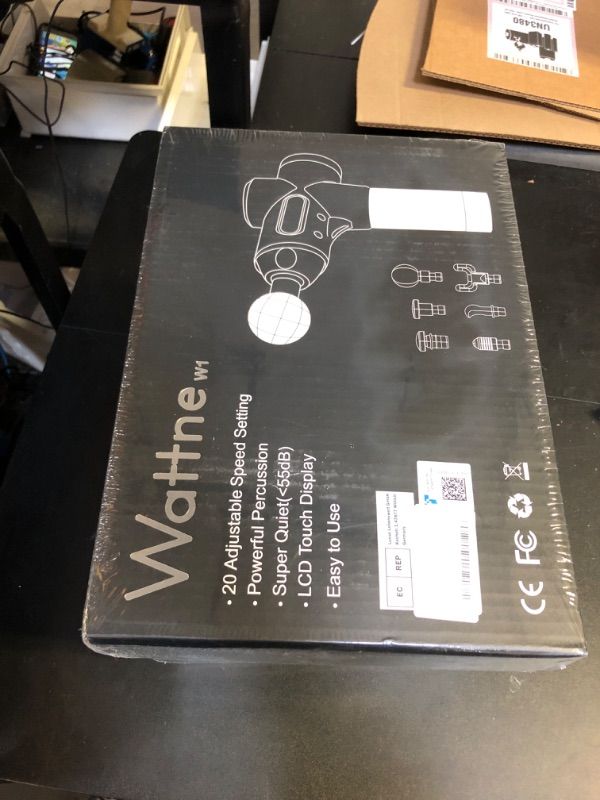 UN3480
Wattne W1
• 20 Adjustable Speed Setting
• Powerful Percussion
• Super Quiet(<55dB)
• LCD Touch Display
• Easy to Use
EC REP
Germany
CE FC